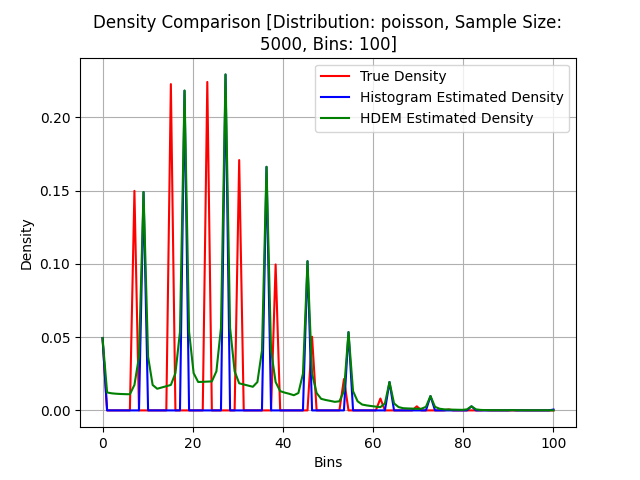 Density Comparison [Distribution: poisson, Sample Size:
5000, Bins: 100]
True Density
Histogram Estimated Density
HDEM Estimated Density
Density
0.20
0.15
0.10
0.05
0.00
0 20 40 60 80 100
Bins